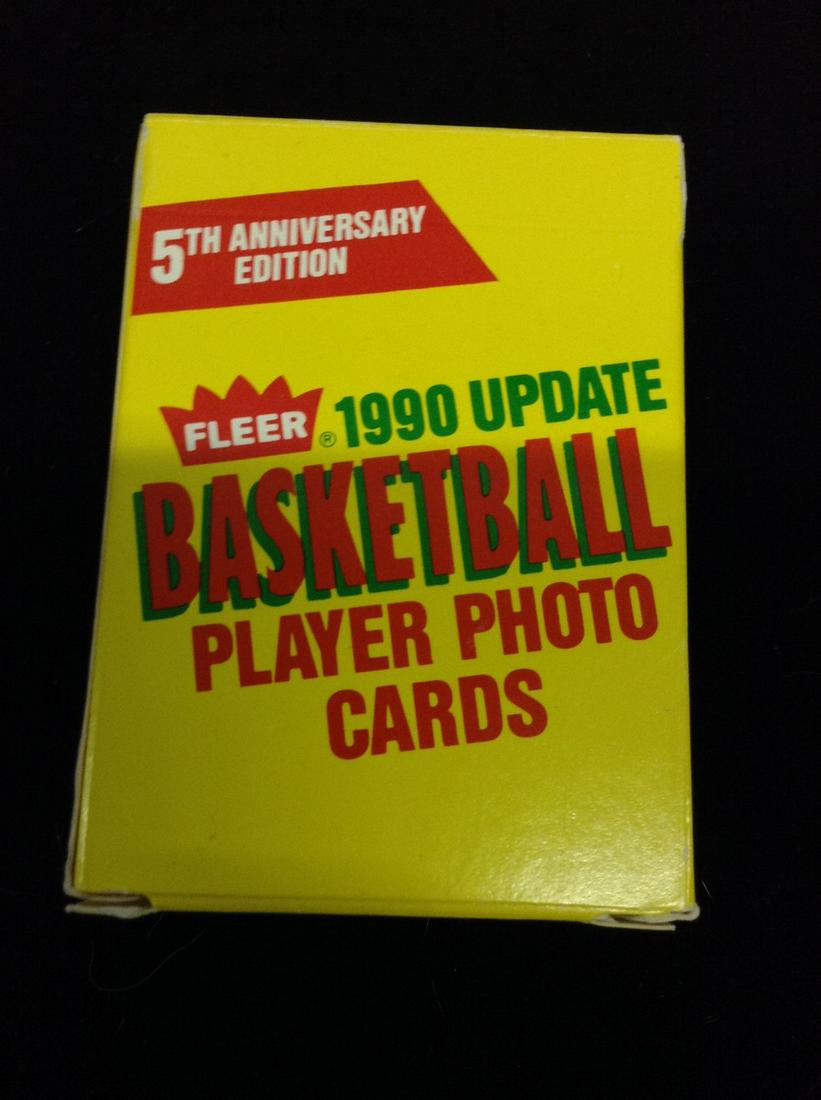 5TH ANNIVERSARY
EDITION
FLEER® 1990 UPDATE
BASKETBALL
PLAYER PHOTO
CARDS